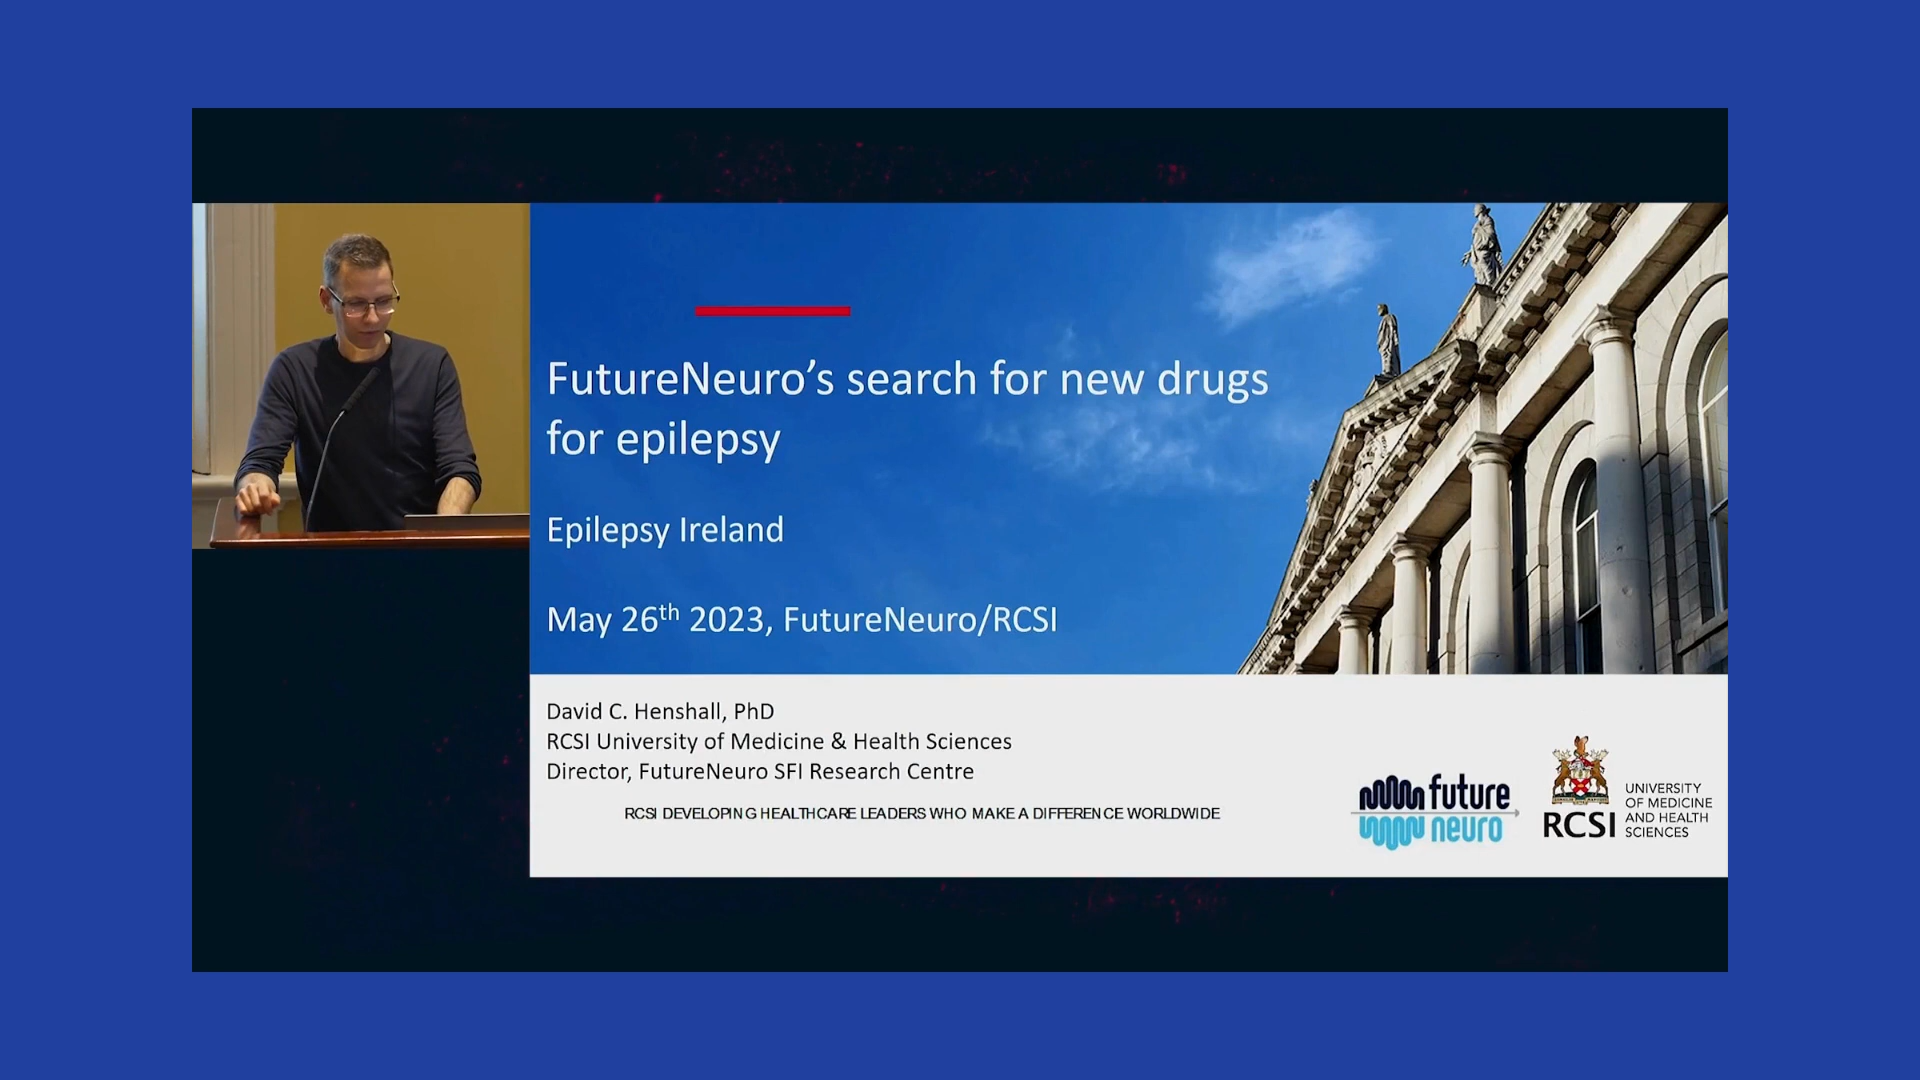 FutureNeuro's search for new drugs
for epilepsy
Epilepsy Ireland
May 26th 2023, FutureNeuro/RCSI
David C. Henshall, PhD
RCSI University of Medicine & Health Sciences
Director, FutureNeuro SFI Research Centre
RCSI DEVELOPING HEALTHCARE LEADERS WHO MAKE A DIFFERENCE WORLDWIDE
future
neuro
RCSI
UNIVERSITY
OF MEDICINE
AND HEALTH
SCIENCES